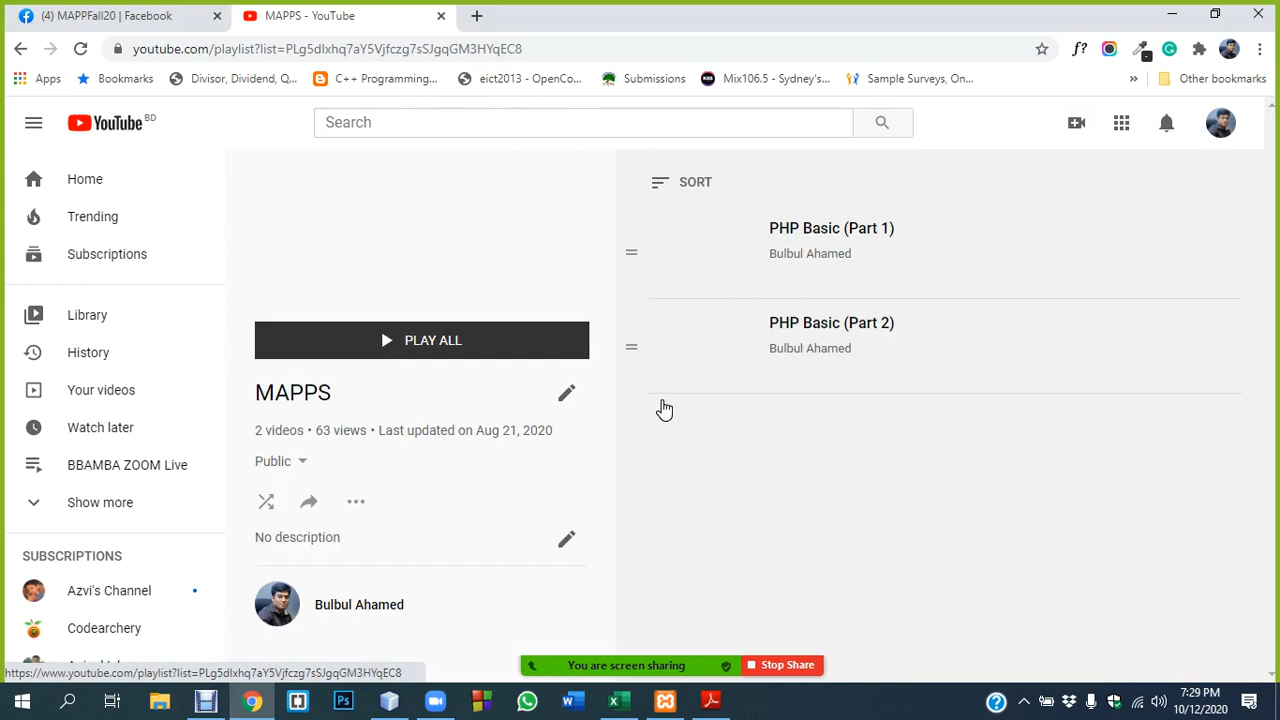 (4) MAPPFall20 | Facebook
MAPPS - YouTube
youtube.com/playlist?list=PLg5dIxhq7aY5Vjfczg7sSJgqGM3HYqEC8
f?
Apps
Bookmarks
Divisor, Dividend, Q...
C++ Programming...
eict2013 - OpenCo...
Submissions
Mix106.5 - Sydney's...
Sample Surveys, On...
Other bookmarks
YouTube BD
Search
Home
Trending
Subscriptions
Library
History
Your videos
Watch later
BBAMBA ZOOM Live
Show more
SUBSCRIPTIONS
Azvi's Channel
Codearchery
PLAY ALL
MAPPS
2 videos • 63 views • Last updated on Aug 21, 2020
Public
No description
Bulbul Ahamed
SORT
PHP Basic (Part 1)
Bulbul Ahamed
PHP Basic (Part 2)
Bulbul Ahamed
https://www.youtube.com/playlist?list=PLg5dIxhq7aY5Vjfczg7sSJgqGM3HYqEC8
You are screen sharing
Stop Share
7:29 PM
10/12/2020